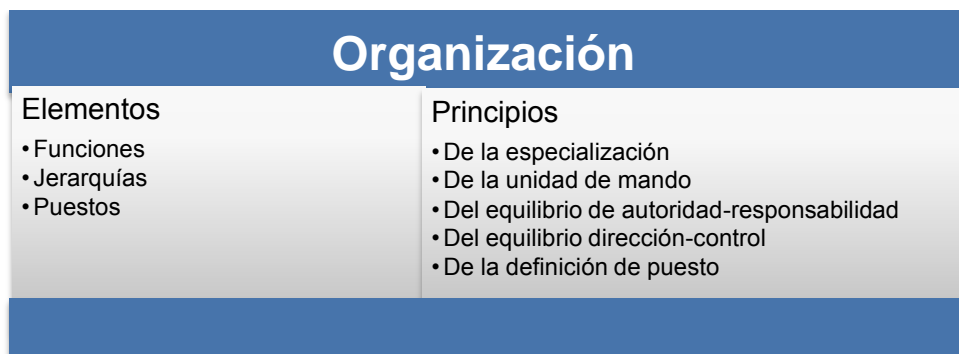 Organización
Elementos
• Funciones
• Jerarquías
• Puestos
Principios
• De la especialización
• De la unidad de mando
• Del equilibrio de autoridad-responsabilidad
• Del equilibrio dirección-control
• De la definición de puesto